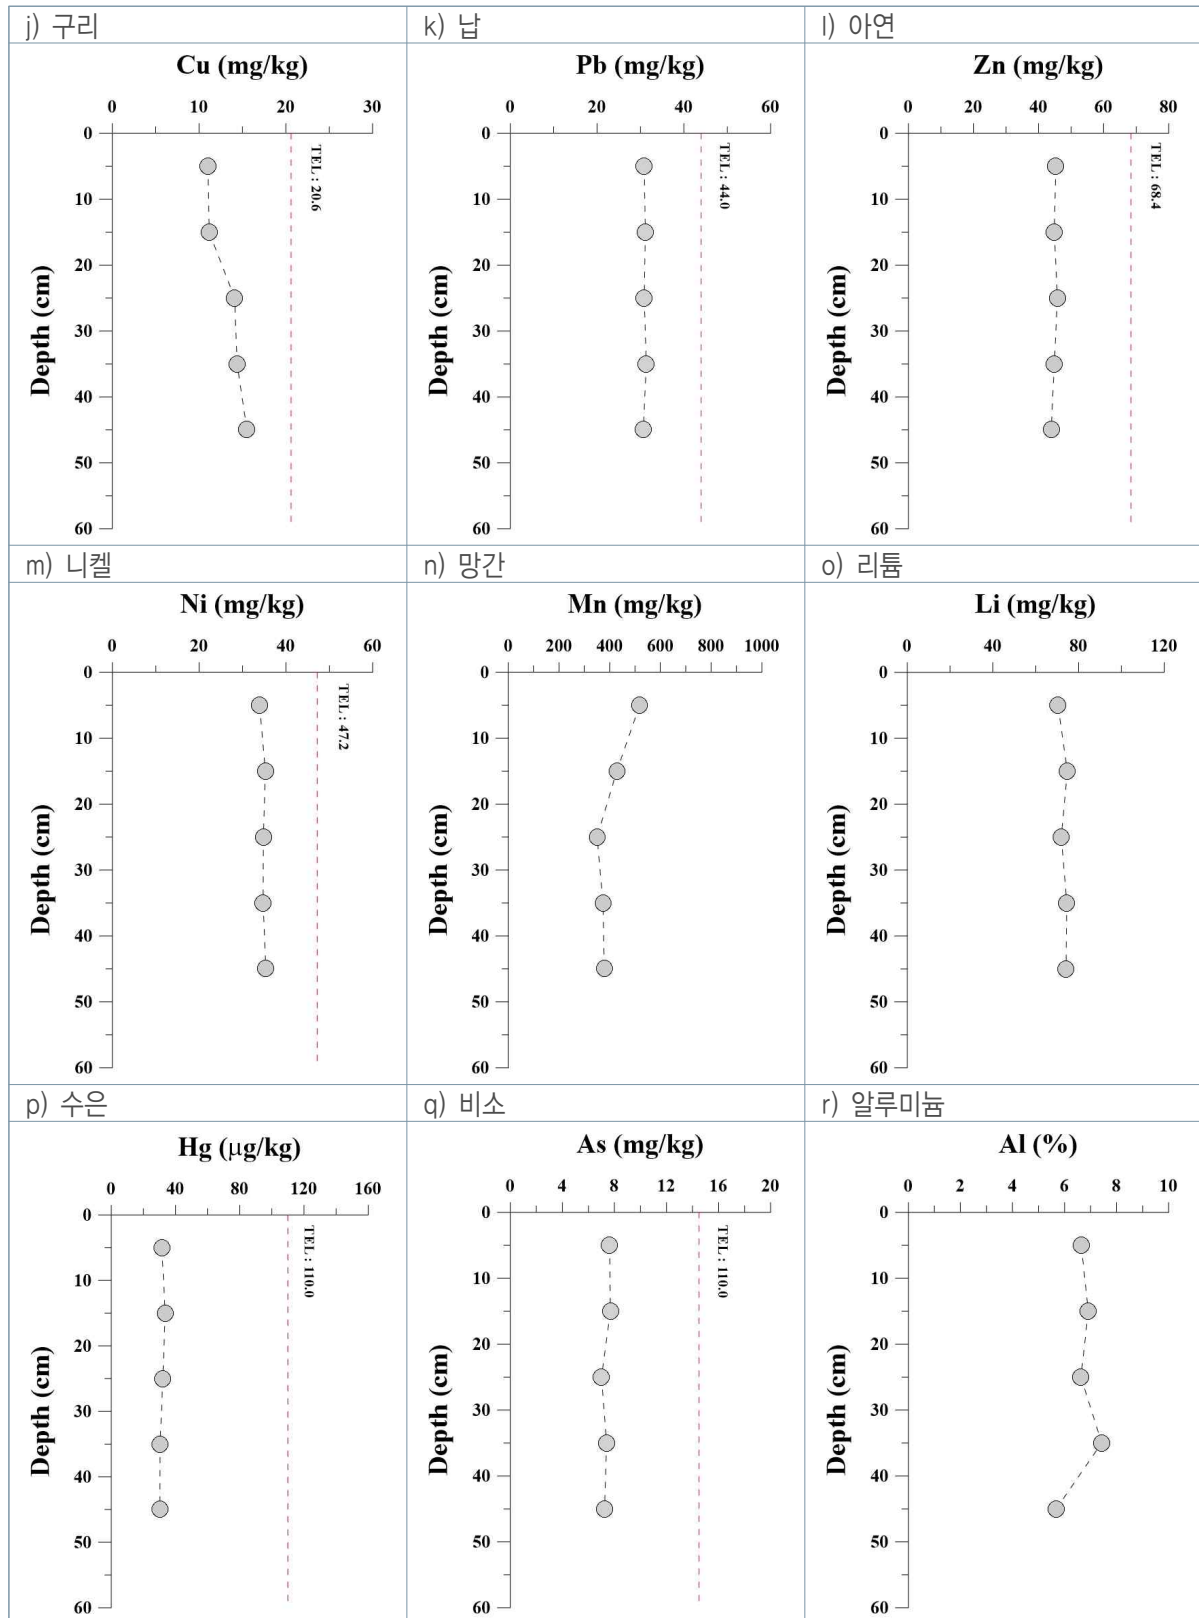 j) 구리
k) 납
l) 아연
Cu (mg/kg)
0 10 20 30
0
10
20
30
40
50
60
Depth (cm)
TEL : 20.6
Pb (mg/kg)
0 20 40 60
0
10
20
30
40
50
60
Depth (cm)
TEL : 44.0
Zn (mg/kg)
0 20 40 60 80
0
10
20
30
40
50
60
Depth (cm)
TEL : 68.4
m) 니켈
n) 망간
o) 리튬
Ni (mg/kg)
0 20 40 60
0
10
20
30
40
50
60
Depth (cm)
TEL : 47.2
Mn (mg/kg)
0 200 400 600 800 1000
0
10
20
30
40
50
60
Depth (cm)
Li (mg/kg)
0 40 80 120
0
10
20
30
40
50
60
Depth (cm)
p) 수은
q) 비소
r) 알루미늄
Hg (μg/kg)
0 40 80 120 160
0
10
20
30
40
50
60
Depth (cm)
TEL : 110.0
As (mg/kg)
0 4 8 12 16 20
0
10
20
30
40
50
60
Depth (cm)
TEL : 110.0
Al (%)
0 2 4 6 8 10
0
10
20
30
40
50
60
Depth (cm)